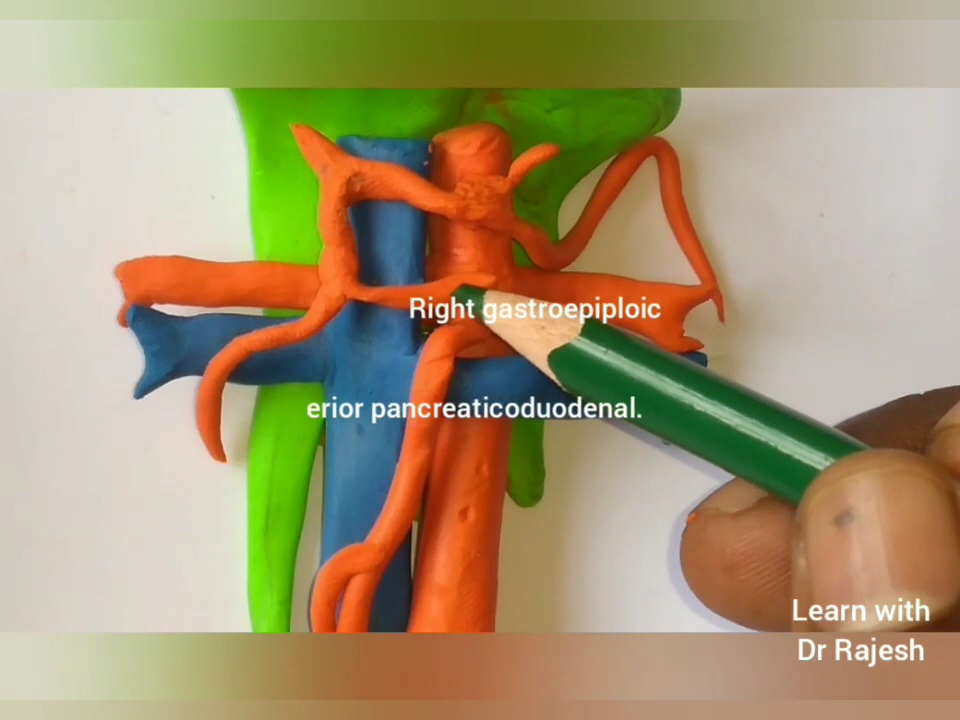 Right gastroepiploic
erior pancreaticoduodenal.
Learn with
Dr Rajesh